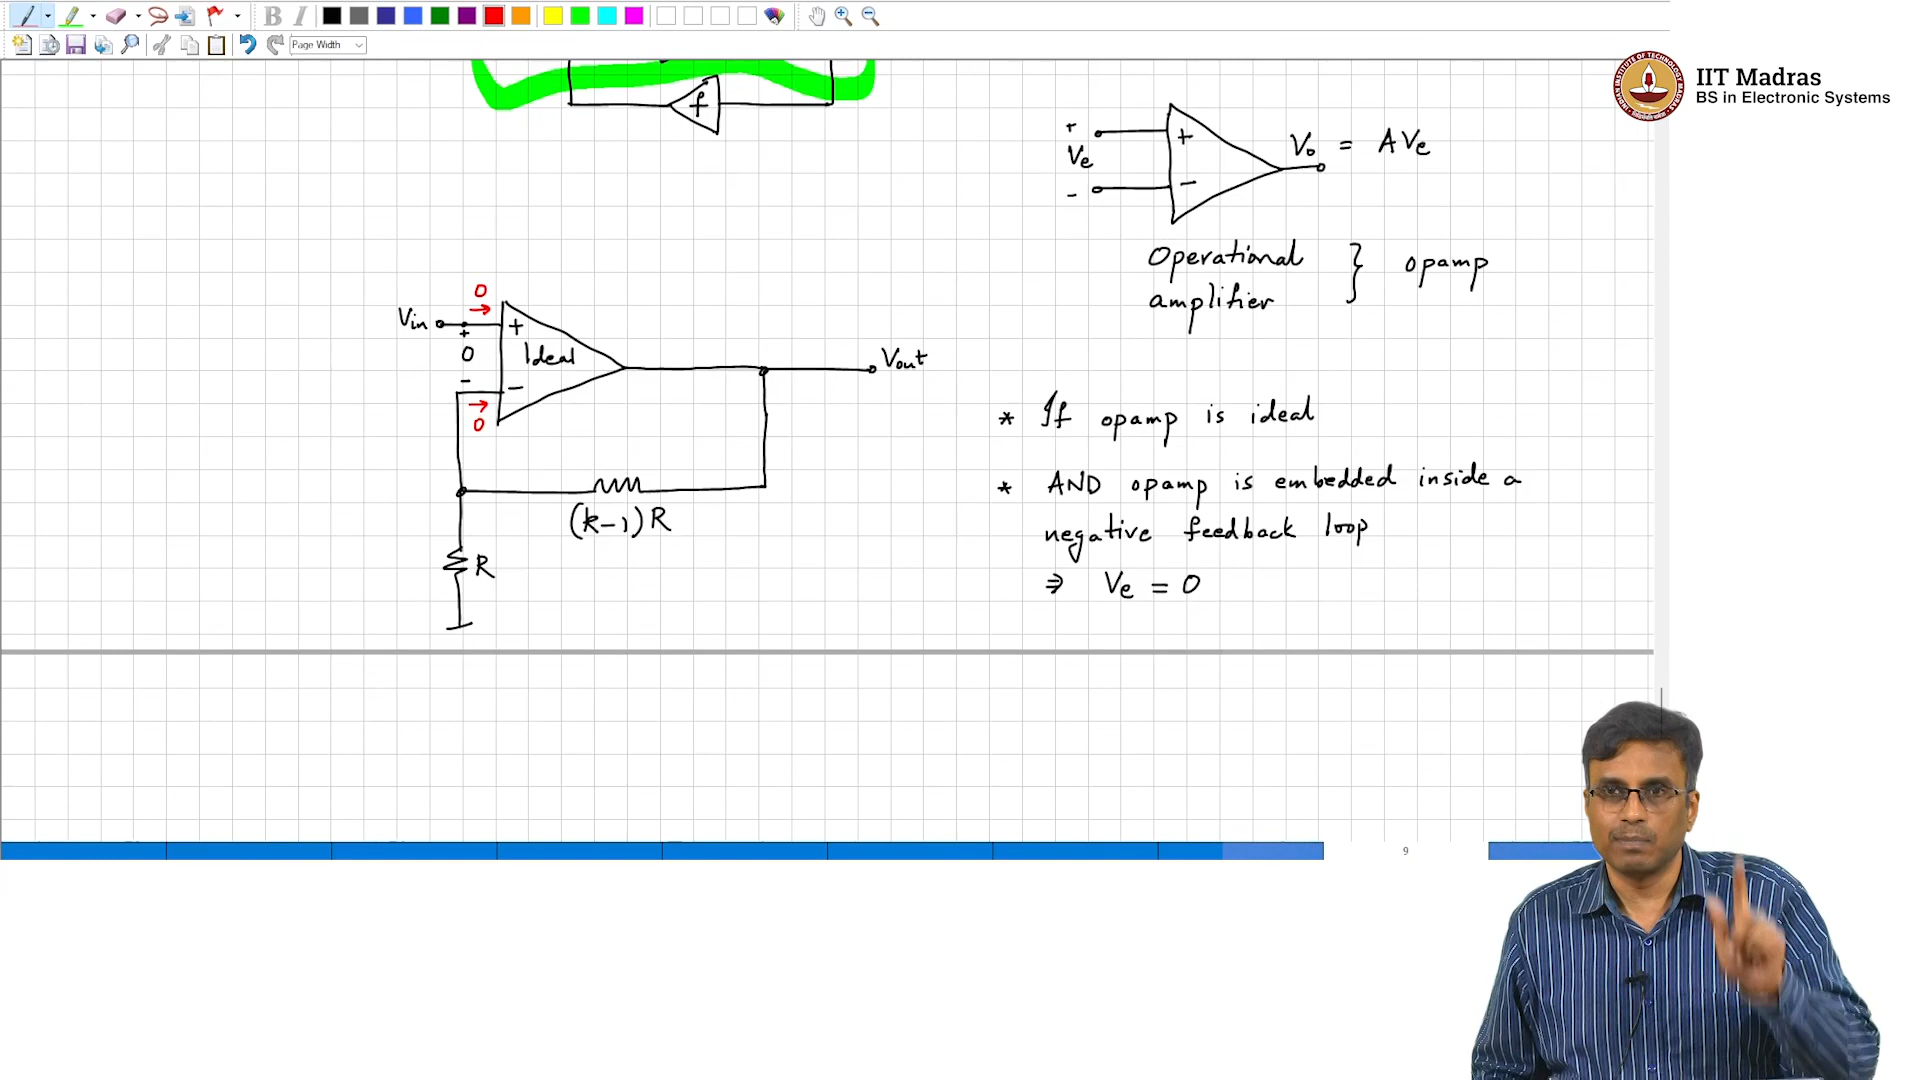 Page Width
IIT Madras
BS in Electronic Systems
f
+
Ve
-
+
-
Vo = AVe
Operational
amplifier
} opamp
0
→
Vin
+
0
-
+
Ideal
-
→
0
Vout
(k-1)R
R
* If opamp is ideal
* AND opamp is embedded inside a
negative feedback loop
⇒ Ve = 0
9